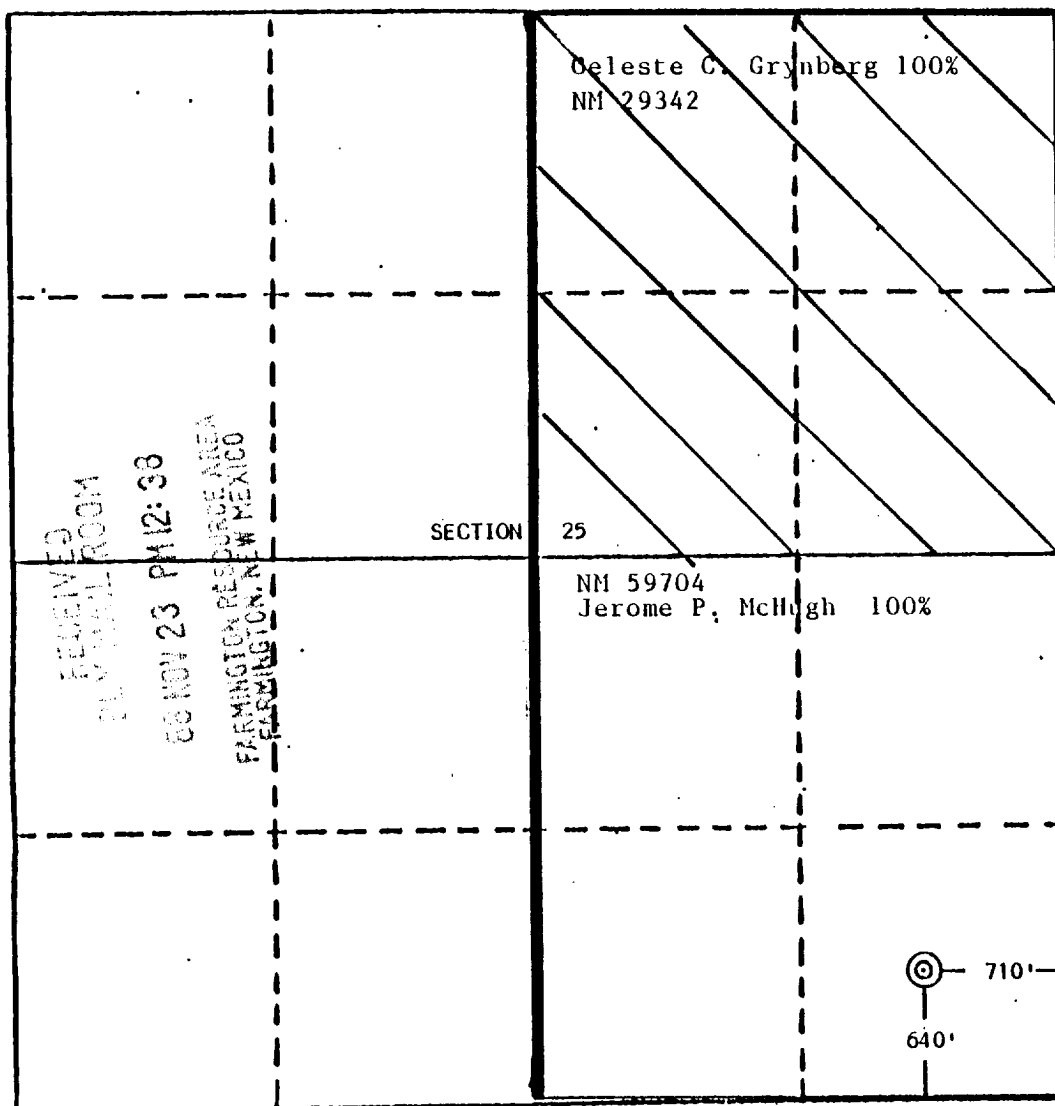 Celeste C. Grynberg 100%
NM 29342
SECTION 25
NM 59704
Jerome P. McHugh 100%
RECEIVED
BLM MAIL ROOM
88 NOV 23 PM 12:38
FARMINGTON RESOURCE AREA
FARMINGTON, NEW MEXICO
710'
640'